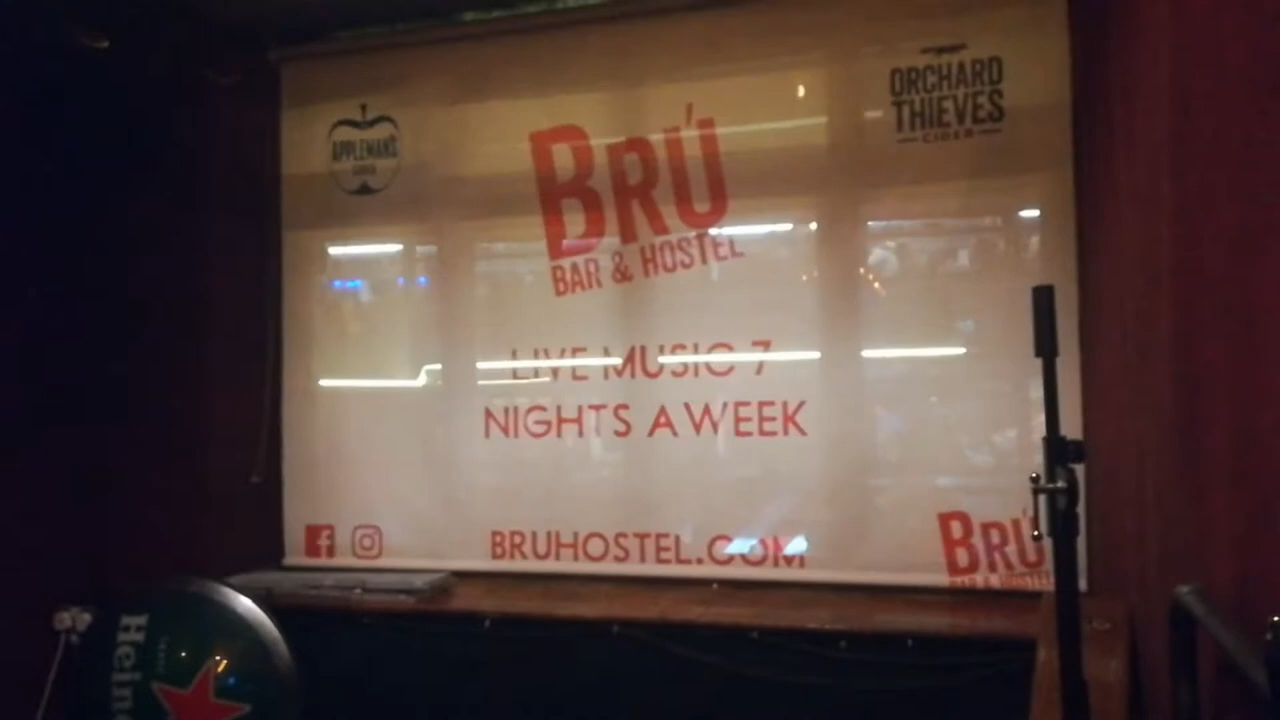 APPLEMAN'S
ORCHARD
THIEVES
CIDER
BRÚ
BAR & HOSTEL
LIVE MUSIC 7
NIGHTS A WEEK
BRUHOSTEL.COM
BRÚ
BAR & HOSTEL
Heine